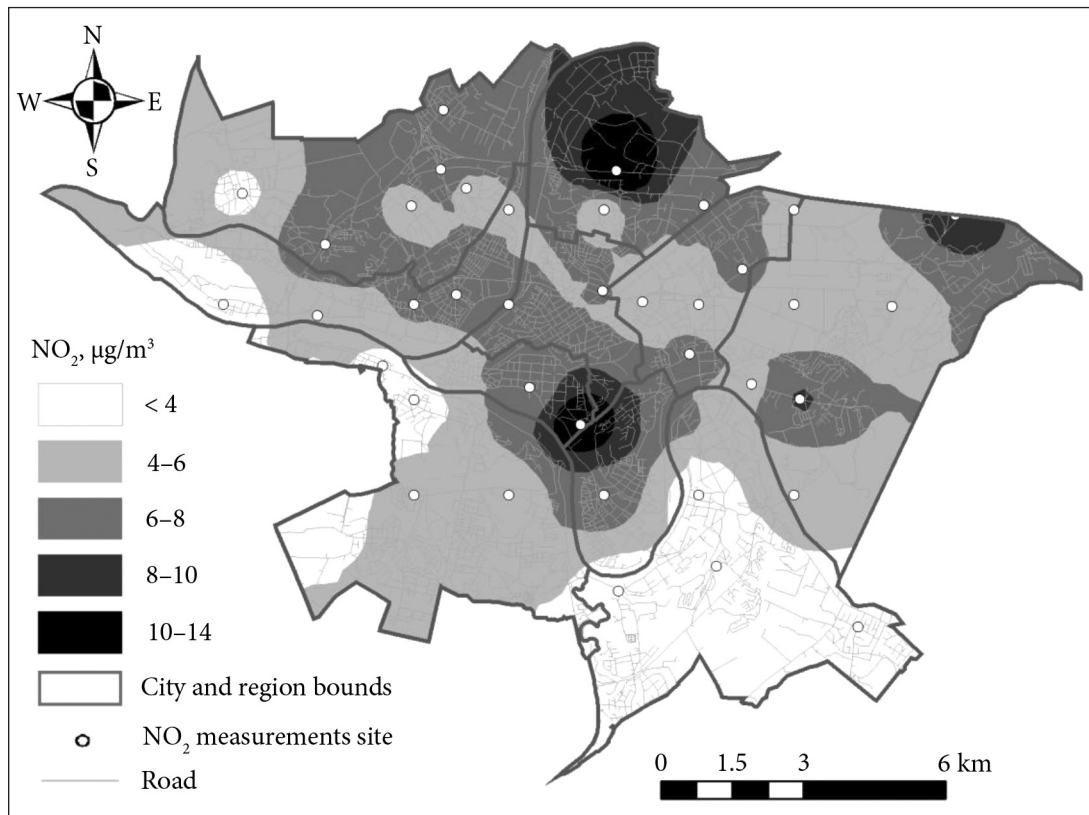 N
W E
S
NO₂, μg/m³
< 4
4–6
6–8
8–10
10–14
City and region bounds
NO₂ measurements site
Road
0 1.5 3 6 km